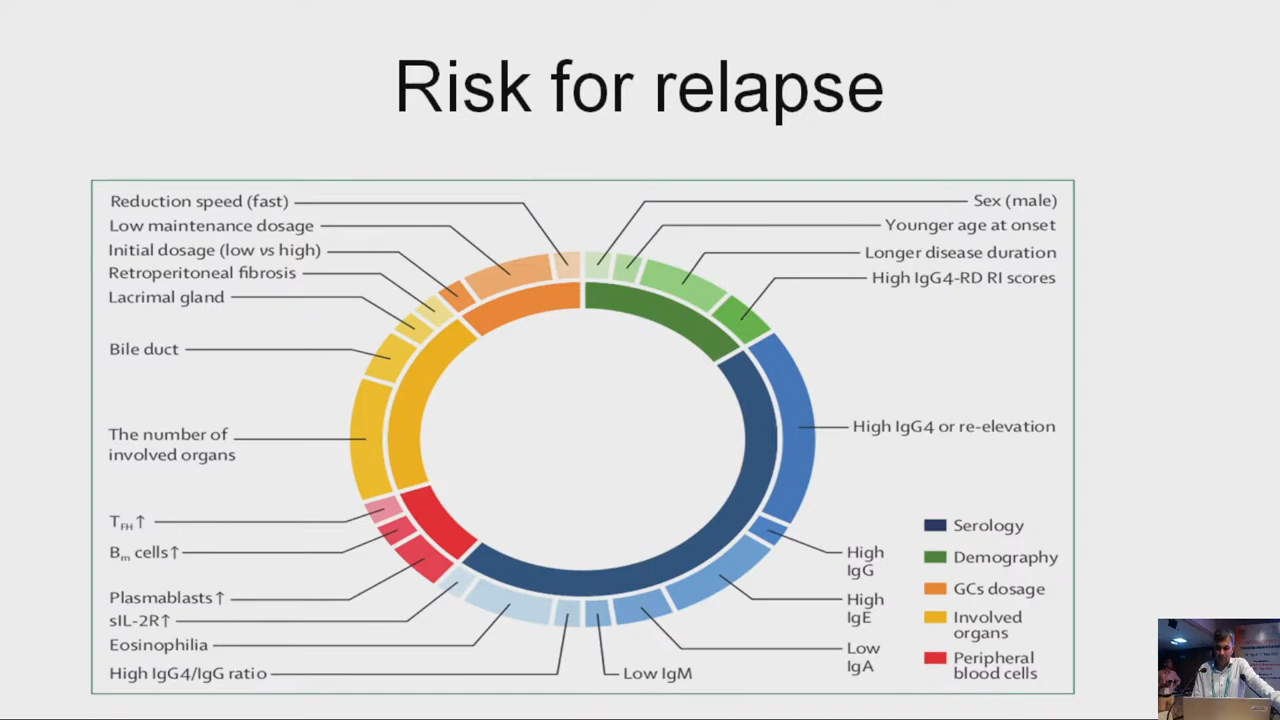 Risk for relapse
Reduction speed (fast)
Low maintenance dosage
Initial dosage (low vs high)
Retroperitoneal fibrosis
Lacrimal gland
Bile duct
The number of
involved organs
TFH↑
Bm cells↑
Plasmablasts↑
sIL-2R↑
Eosinophilia
High IgG4/IgG ratio
Sex (male)
Younger age at onset
Longer disease duration
High IgG4-RD RI scores
High IgG4 or re-elevation
High
IgG
High
IgE
Low
IgA
Low IgM
Serology
Demography
GCs dosage
Involved
organs
Peripheral
blood cells